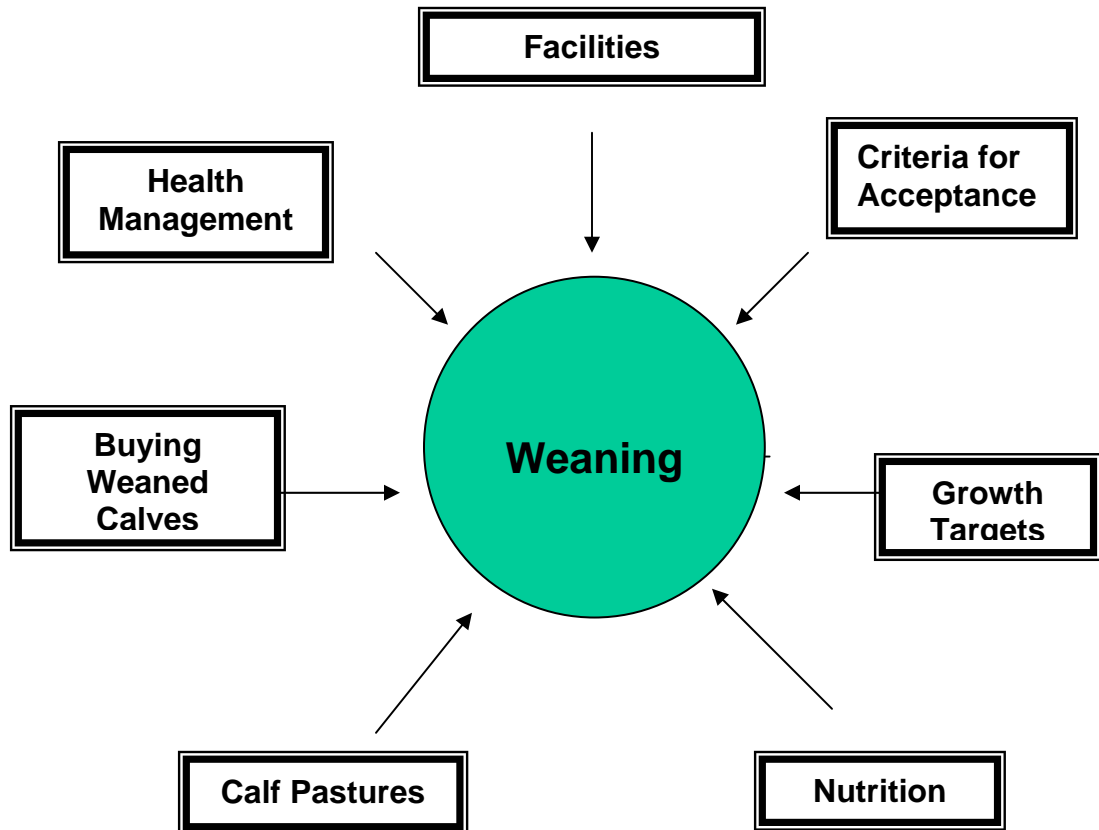 Facilities
Criteria for
Acceptance
Health
Management
Weaning
Buying
Weaned
Calves
Growth
Targets
Calf Pastures
Nutrition